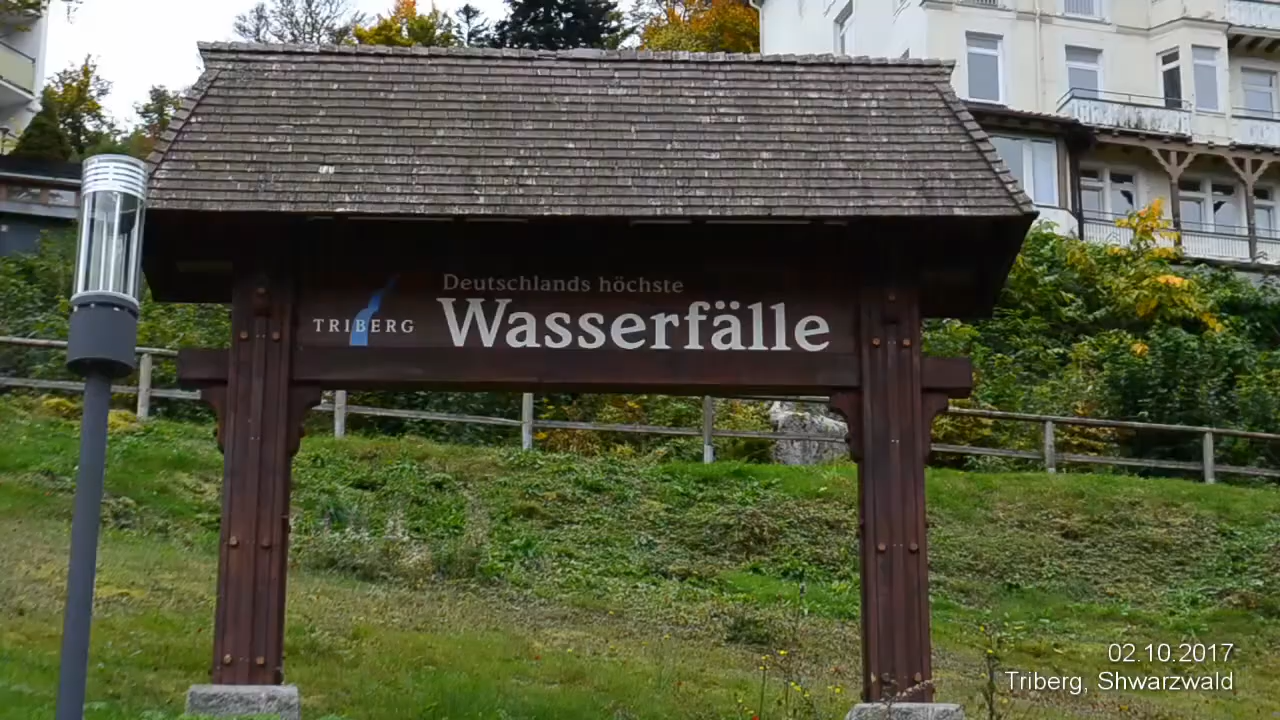 Deutschlands höchste
TRIBERG Wasserfälle
02.10.2017
Triberg, Shwarzwald